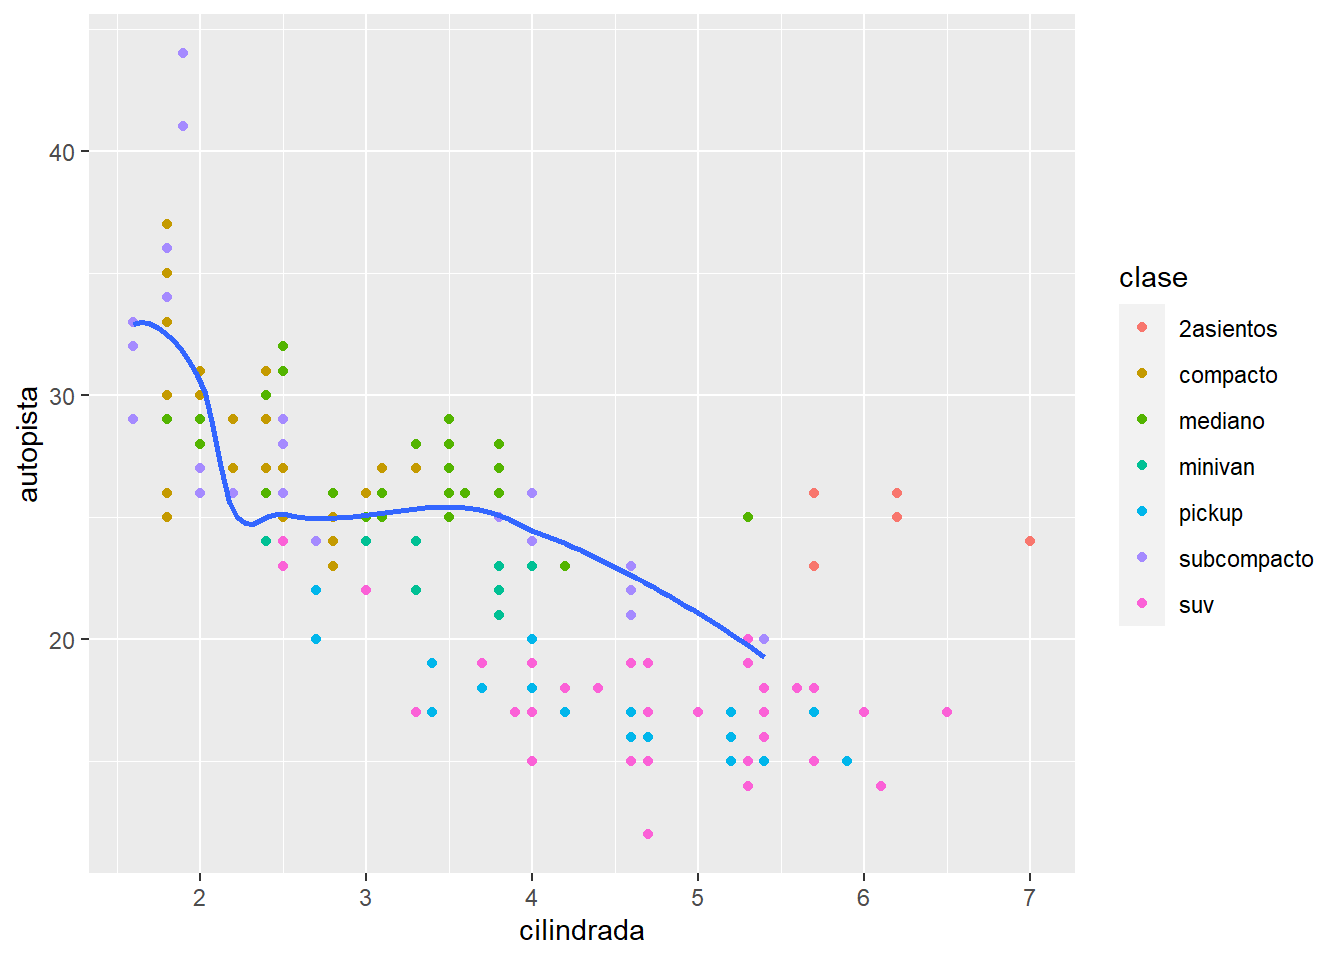 40
30
20
autopista
2 3 4 5 6 7
cilindrada
clase
2asientos
compacto
mediano
minivan
pickup
subcompacto
suv